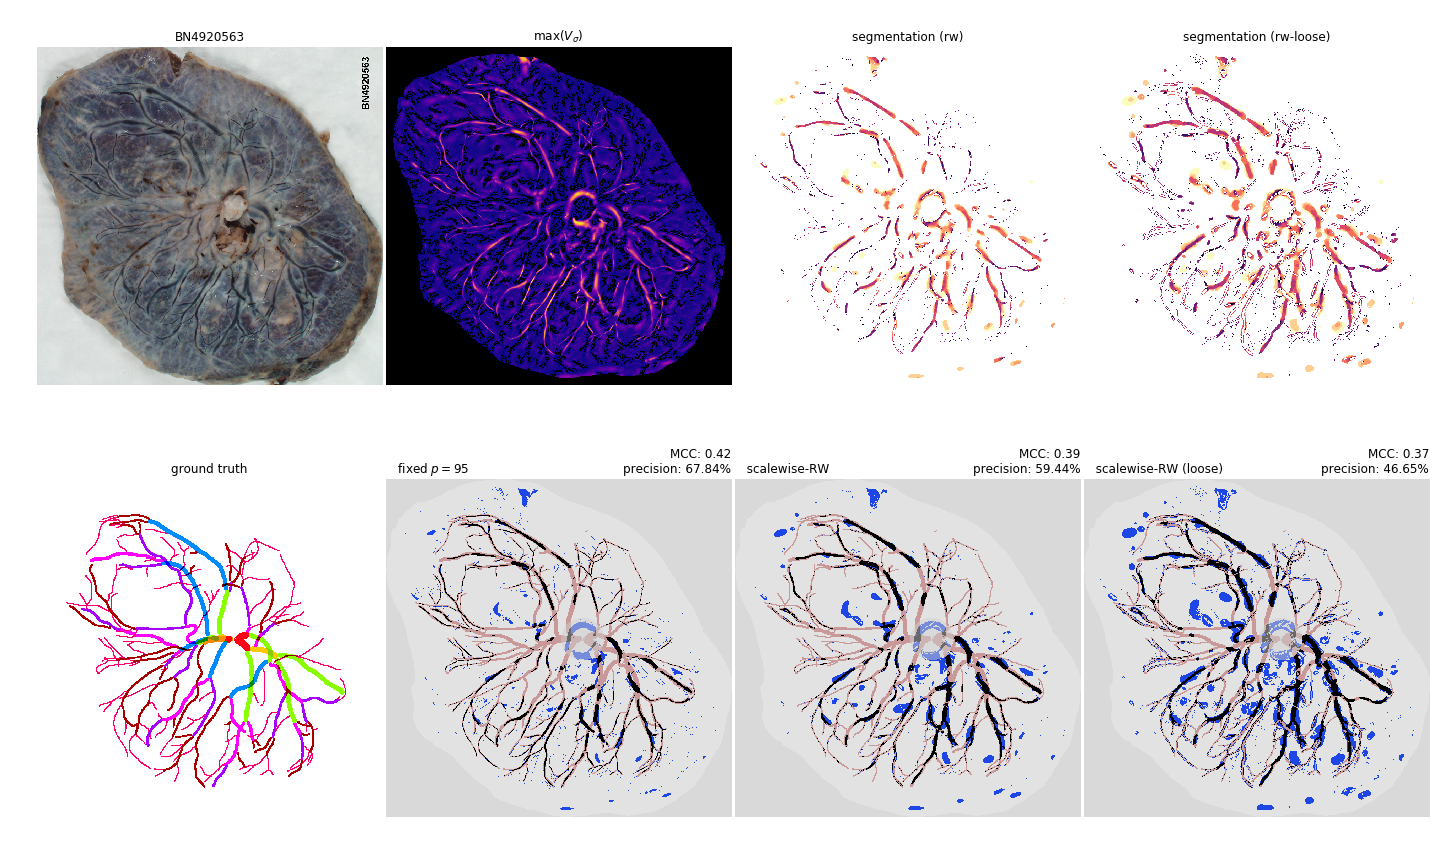 BN4920563
max(Vσ)
segmentation (rw)
segmentation (rw-loose)
BN4920563
ground truth
fixed p = 95
MCC: 0.42
precision: 67.84%
scalewise-RW
MCC: 0.39
precision: 59.44%
scalewise-RW (loose)
MCC: 0.37
precision: 46.65%